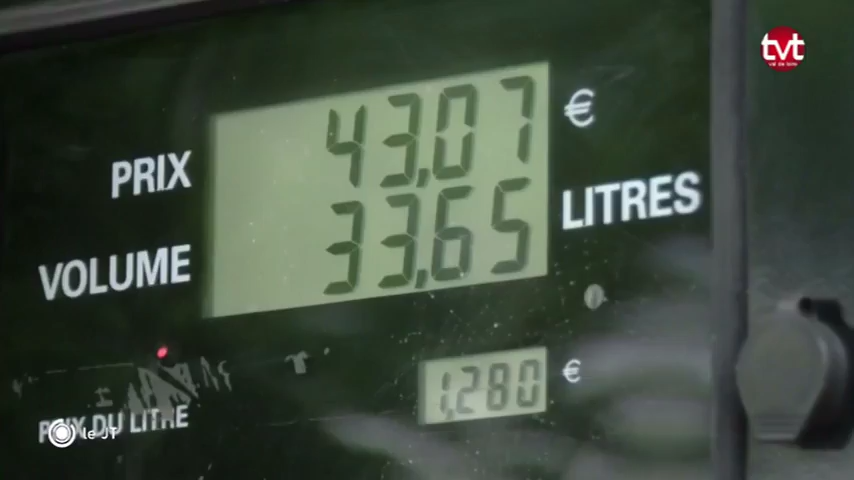 tvt
val de loire
PRIX 43,07 €
VOLUME 33,65 LITRES
1,280 €
PRIX DU LITRE
le JT